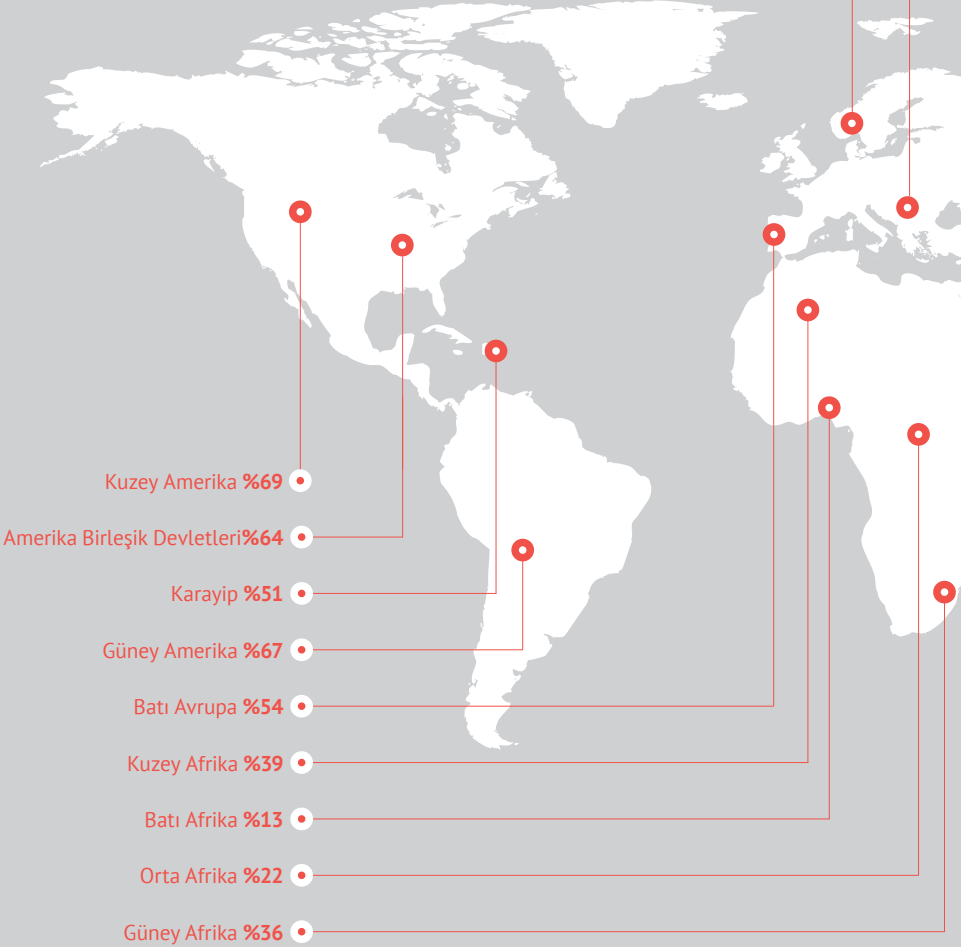 Kuzey Amerika %69
Amerika Birleşik Devletleri%64
Karayip %51
Güney Amerika %67
Batı Avrupa %54
Kuzey Afrika %39
Batı Afrika %13
Orta Afrika %22
Güney Afrika %36